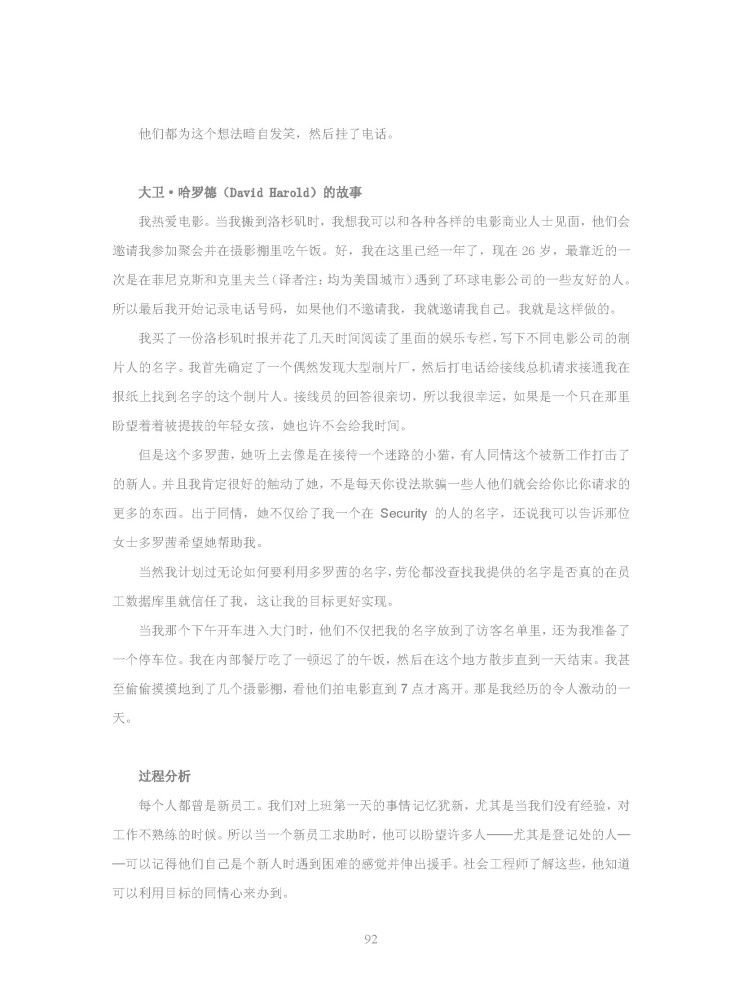 他们都为这个想法暗自发笑，然后挂了电话。
大卫·哈罗德（David Harold）的故事
我热爱电影。当我搬到洛杉矶时，我想我可以和各种各样的电影商业人士见面，他们会
邀请我参加聚会并在摄影棚里吃午饭。好，我在这里已经一年了，现在 26 岁，最靠近的一
次是在菲尼克斯和克里夫兰（译者注：均为美国城市）遇到了环球电影公司的一些友好的人。
所以最后我开始记录电话号码，如果他们不邀请我，我就邀请我自己。我就是这样做的。
我买了一份洛杉矶时报并花了几天时间阅读了里面的娱乐专栏，写下不同电影公司的制
片人的名字。我首先确定了一个偶然发现大型制片厂，然后打电话给接线总机请求接通我在
报纸上找到名字的这个制片人。接线员的回答很亲切，所以我很幸运，如果是一个只在那里
盼望着着被提拔的年轻女孩，她也许不会给我时间。
但是这个多罗茜，她听上去像是在接待一个迷路的小猫，有人同情这个被新工作打击了
的新人。并且我肯定很好的触动了她，不是每天你设法欺骗一些人他们就会给你比你请求的
更多的东西。出于同情，她不仅给了我一个在 Security 的人的名字，还说我可以告诉那位
女士多罗茜希望她帮助我。
当然我计划过无论如何要利用多罗茜的名字，劳伦都没查找我提供的名字是否真的在员
工数据库里就信任了我，这让我的目标更好实现。
当我那个下午开车进入大门时，他们不仅把我的名字放到了访客名单里，还为我准备了
一个停车位。我在内部餐厅吃了一顿迟了的午饭，然后在这个地方散步直到一天结束。我甚
至偷偷摸摸地到了几个摄影棚，看他们拍电影直到 7 点才离开。那是我经历的令人激动的一
天。
过程分析
每个人都曾是新员工。我们对上班第一天的事情记忆犹新，尤其是当我们没有经验，对
工作不熟练的时候。所以当一个新员工求助时，他可以盼望许多人——尤其是登记处的人—
—可以记得他们自己是个新人时遇到困难的感觉并伸出援手。社会工程师了解这些，他知道
可以利用目标的同情心来办到。
92